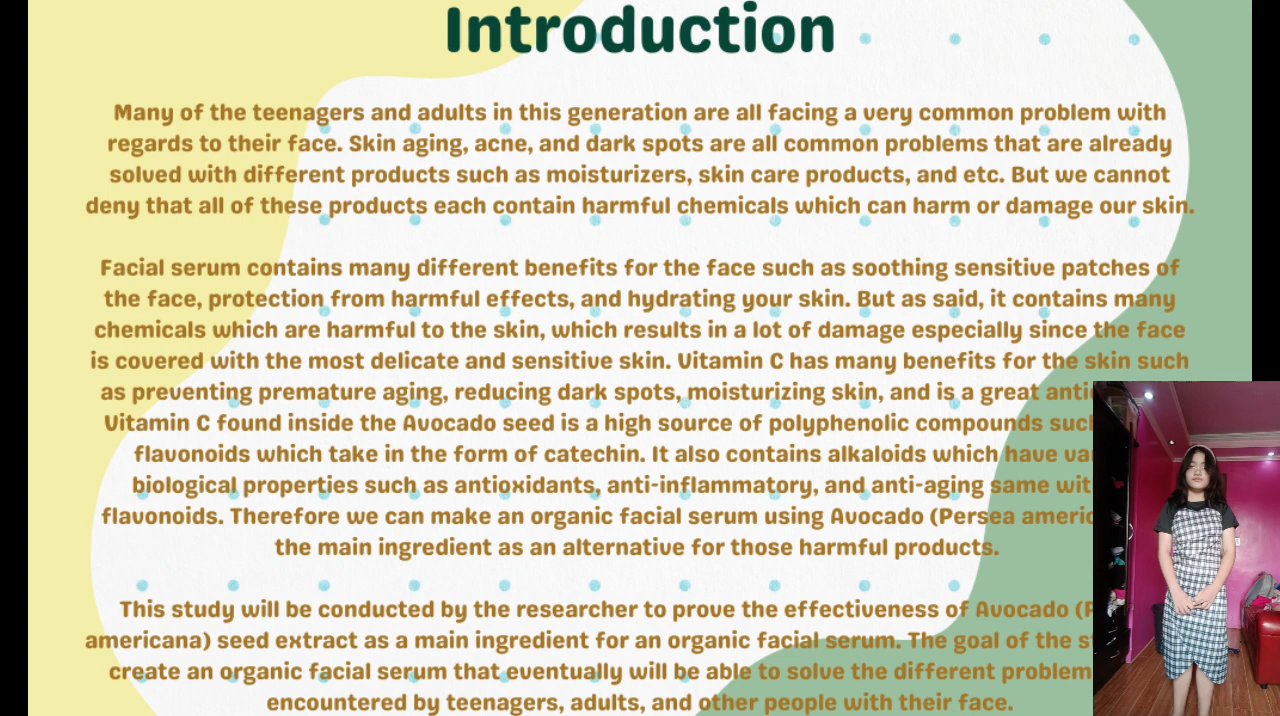 Introduction
Many of the teenagers and adults in this generation are all facing a very common problem with
regards to their face. Skin aging, acne, and dark spots are all common problems that are already
solved with different products such as moisturizers, skin care products, and etc. But we cannot
deny that all of these products each contain harmful chemicals which can harm or damage our skin.
Facial serum contains many different benefits for the face such as soothing sensitive patches of
the face, protection from harmful effects, and hydrating your skin. But as said, it contains many
chemicals which are harmful to the skin, which results in a lot of damage especially since the face
is covered with the most delicate and sensitive skin. Vitamin C has many benefits for the skin such
as preventing premature aging, reducing dark spots, moisturizing skin, and is a great
Vitamin C found inside the Avocado seed is a high source of polyphenolic compounds
flavonoids which take in the form of catechin. It also contains alkaloids which have
biological properties such as antioxidants, anti-inflammatory, and anti-aging same
flavonoids. Therefore we can make an organic facial serum using Avocado (Persea
the main ingredient as an alternative for those harmful products.
This study will be conducted by the researcher to prove the effectiveness of Avocado
americana) seed extract as a main ingredient for an organic facial serum. The goal of the
create an organic facial serum that eventually will be able to solve the different
encountered by teenagers, adults, and other people with their face.